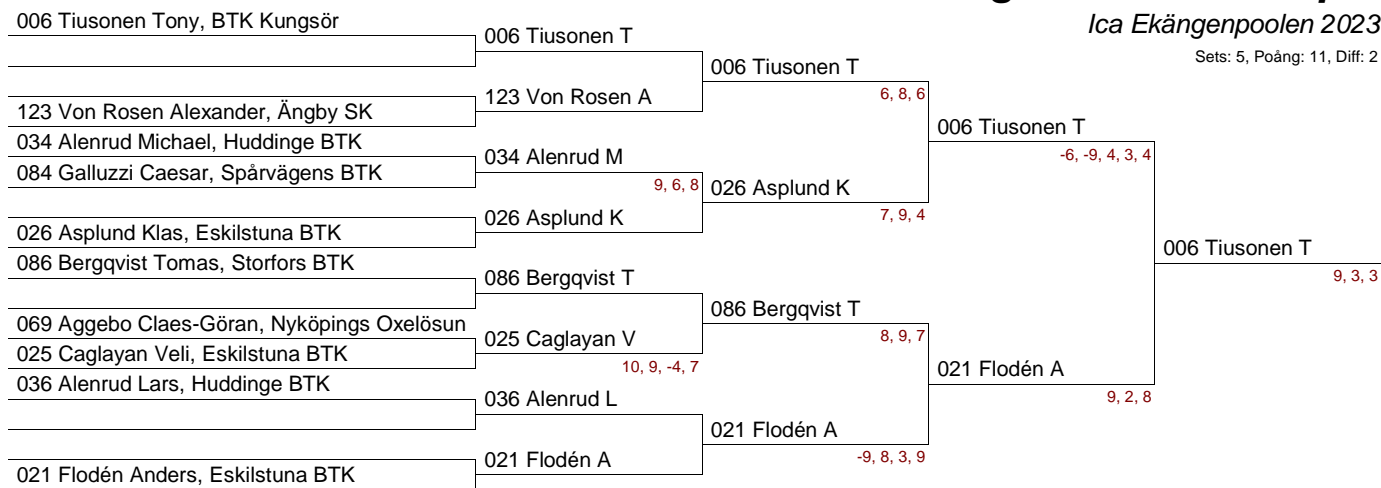 Ica Ekängenpoolen 2023
Sets: 5, Poång: 11, Diff: 2
006 Tiusonen Tony, BTK Kungsör
123 Von Rosen Alexander, Ängby SK
034 Alenrud Michael, Huddinge BTK
084 Galluzzi Caesar, Spårvägens BTK
026 Asplund Klas, Eskilstuna BTK
086 Bergqvist Tomas, Storfors BTK
069 Aggebo Claes-Göran, Nyköpings Oxelösun
025 Caglayan Veli, Eskilstuna BTK
036 Alenrud Lars, Huddinge BTK
021 Flodén Anders, Eskilstuna BTK
006 Tiusonen T
123 Von Rosen A
034 Alenrud M
9, 6, 8
026 Asplund K
086 Bergqvist T
025 Caglayan V
10, 9, -4, 7
036 Alenrud L
021 Flodén A
006 Tiusonen T
6, 8, 6
026 Asplund K
7, 9, 4
086 Bergqvist T
8, 9, 7
021 Flodén A
-9, 8, 3, 9
006 Tiusonen T
-6, -9, 4, 3, 4
021 Flodén A
9, 2, 8
006 Tiusonen T
9, 3, 3